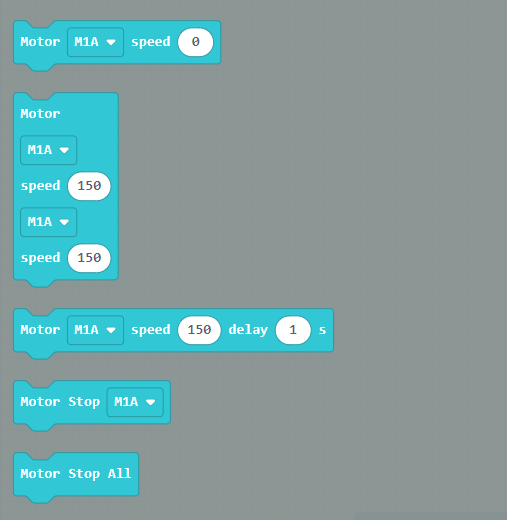 Motor M1A speed 0
Motor
M1A
speed 150
M1A
speed 150
Motor M1A speed 150 delay 1 s
Motor Stop M1A
Motor Stop All